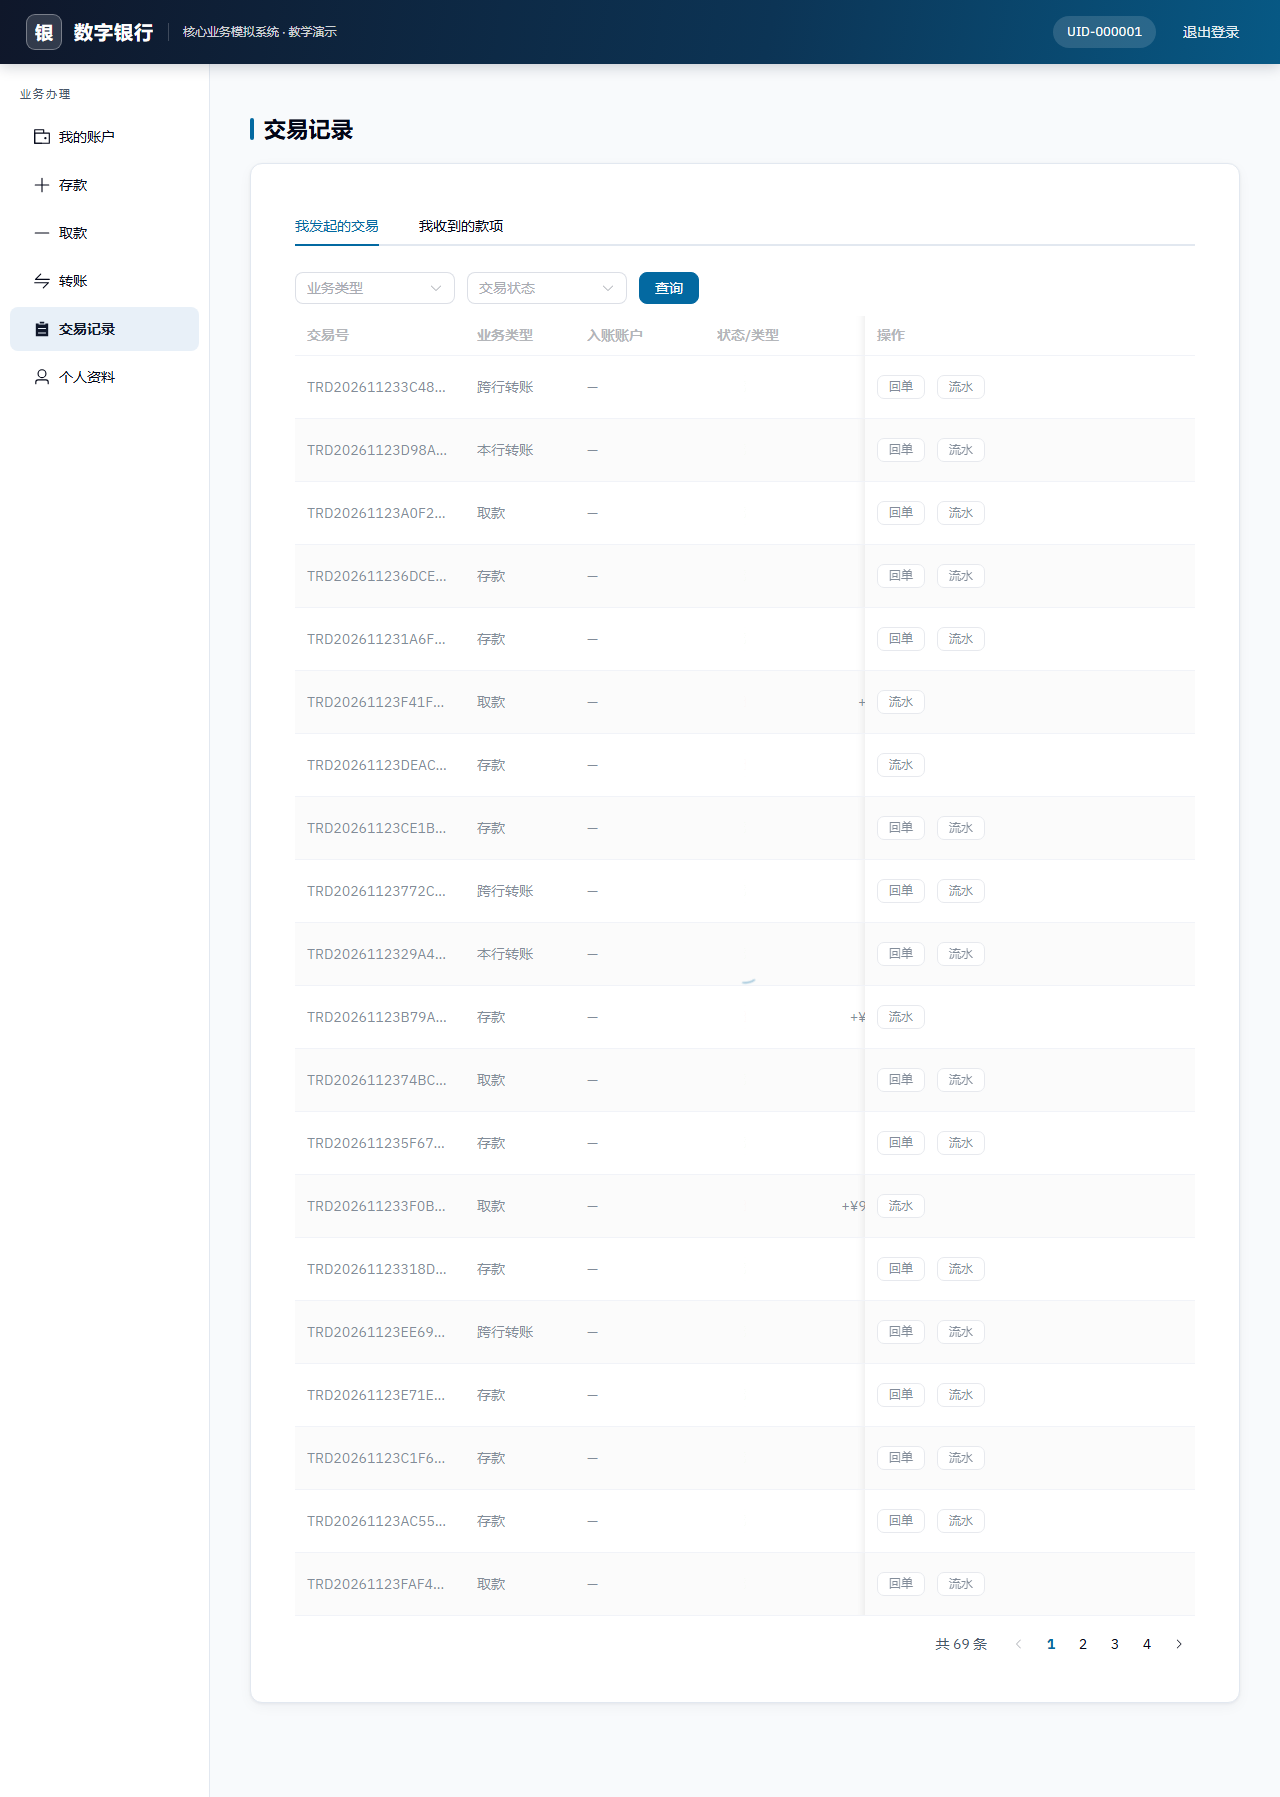 银 数字银行 核心业务模拟系统 · 教学演示 UID-000001 退出登录
业务办理
我的账户
存款
取款
转账
交易记录
个人资料
交易记录
我发起的交易 我收到的款项
业务类型 交易状态 查询
交易号 业务类型 入账账户 状态/类型 操作
TRD202611233C48... 跨行转账 — 回单 流水
TRD20261123D98A... 本行转账 — 回单 流水
TRD20261123A0F2... 取款 — 回单 流水
TRD202611236DCE... 存款 — 回单 流水
TRD202611231A6F... 存款 — 回单 流水
TRD20261123F41F... 取款 — + 流水
TRD20261123DEAC... 存款 — 流水
TRD20261123CE1B... 存款 — 回单 流水
TRD20261123772C... 跨行转账 — 回单 流水
TRD2026112329A4... 本行转账 — 回单 流水
TRD20261123B79A... 存款 — +¥ 流水
TRD2026112374BC... 取款 — 回单 流水
TRD202611235F67... 存款 — 回单 流水
TRD202611233F0B... 取款 — +¥9 流水
TRD20261123318D... 存款 — 回单 流水
TRD20261123EE69... 跨行转账 — 回单 流水
TRD20261123E71E... 存款 — 回单 流水
TRD20261123C1F6... 存款 — 回单 流水
TRD20261123AC55... 存款 — 回单 流水
TRD20261123FAF4... 取款 — 回单 流水
共 69 条 1 2 3 4